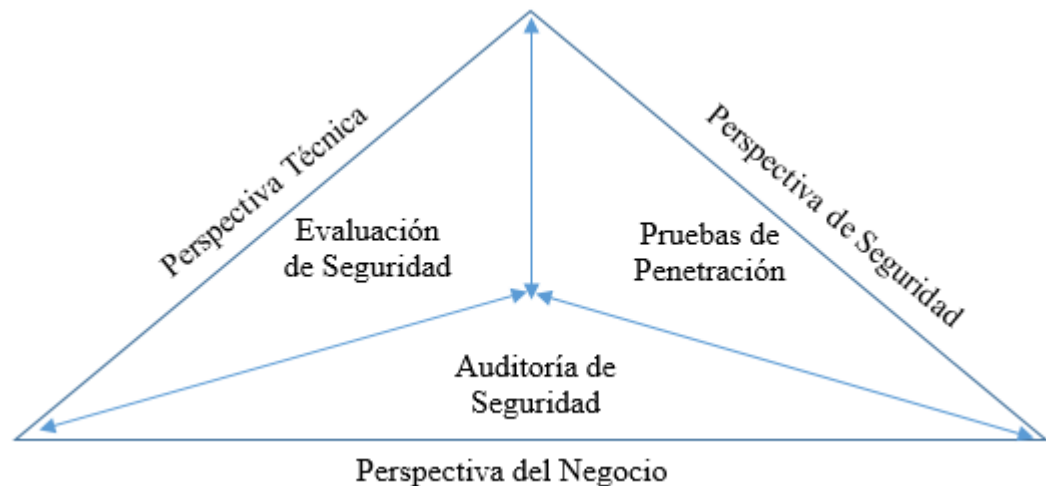 Perspectiva Técnica
Perspectiva de Seguridad
Evaluación
de Seguridad
Pruebas de
Penetración
Auditoría de
Seguridad
Perspectiva del Negocio